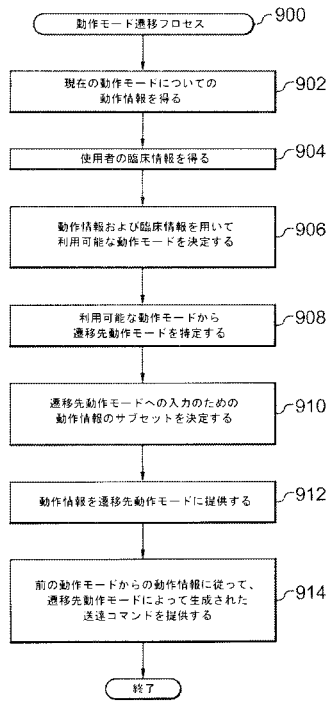 動作モード遷移プロセス
900
現在の動作モードについての
動作情報を得る
902
使用者の臨床情報を得る
904
動作情報および臨床情報を用いて
利用可能な動作モードを決定する
906
利用可能な動作モードから
遷移先動作モードを特定する
908
遷移先動作モードへの入力のための
動作情報のサブセットを決定する
910
動作情報を遷移先動作モードに提供する
912
前の動作モードからの動作情報に従って、
遷移先動作モードによって生成された
送達コマンドを提供する
914
終了